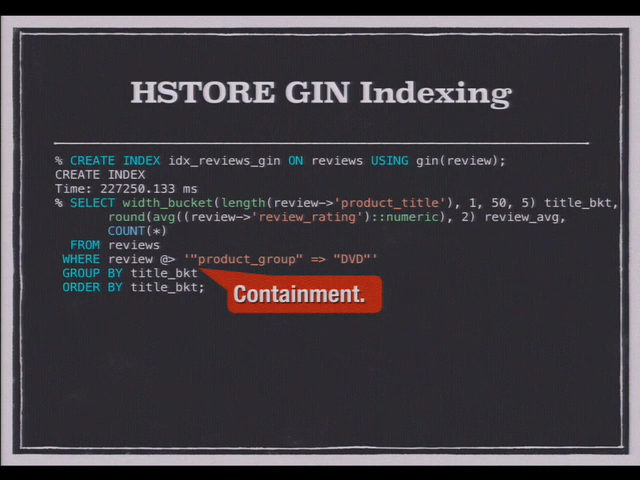 HSTORE GIN Indexing
% CREATE INDEX idx_reviews_gin ON reviews USING gin(review);
CREATE INDEX
Time: 227250.133 ms
% SELECT width_bucket(length(review->'product_title'), 1, 50, 5) title_bkt,
round(avg((review->'review_rating')::numeric), 2) review_avg,
COUNT(*)
FROM reviews
WHERE review @> '"product_group" => "DVD"'
GROUP BY title_bkt
ORDER BY title_bkt;
Containment.